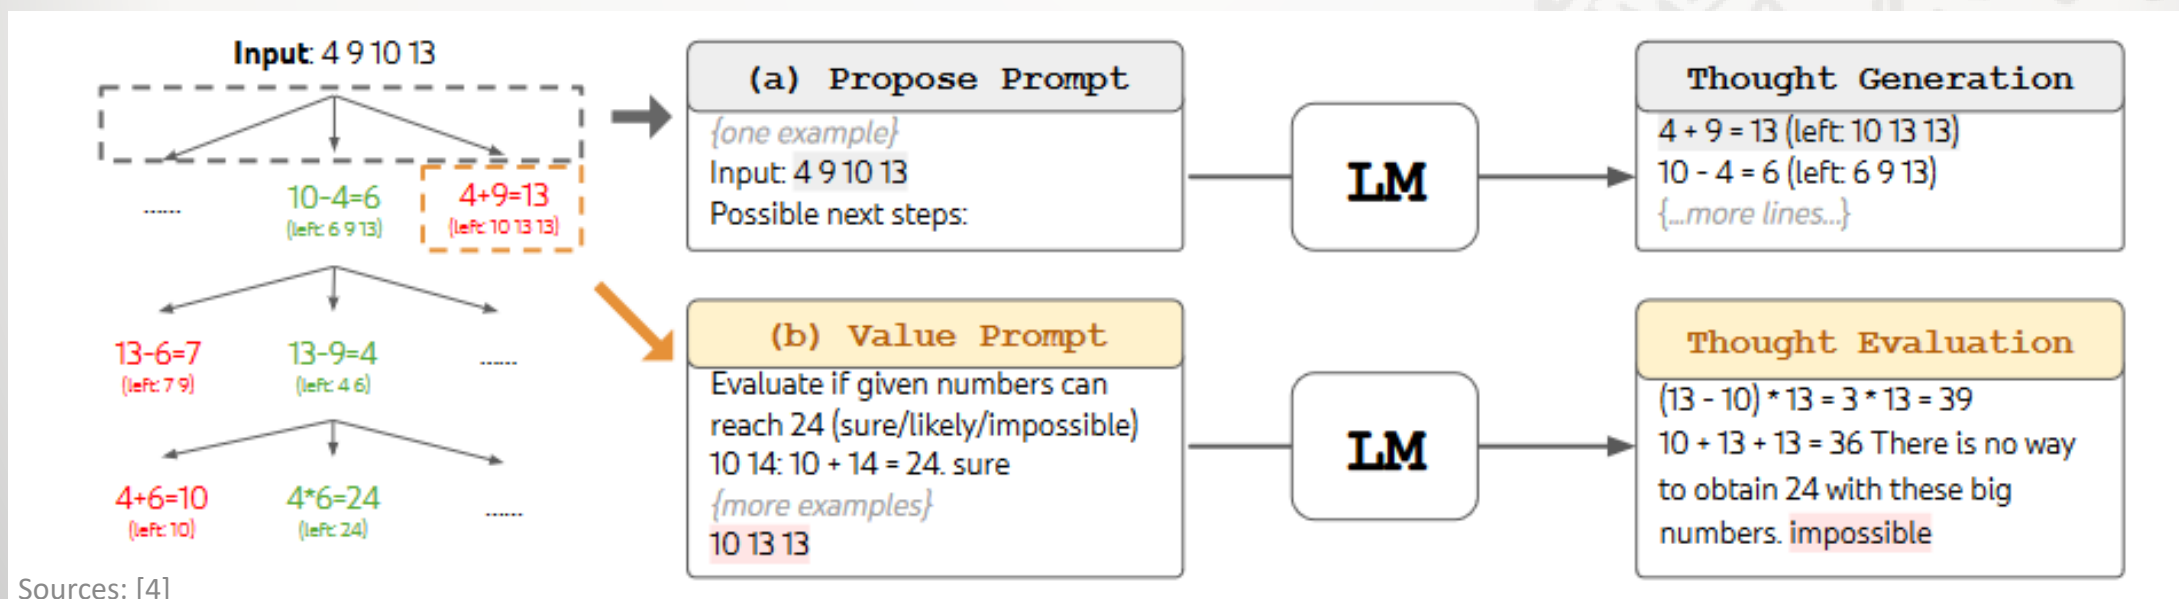 Input: 4 9 10 13
......
10-4=6
(left: 6 9 13)
4+9=13
(left: 10 13 13)
13-6=7
(left: 7 9)
13-9=4
(left: 4 6)
......
4+6=10
(left: 10)
4*6=24
(left: 24)
......
(a) Propose Prompt
{one example}
Input: 4 9 10 13
Possible next steps:
LM
Thought Generation
4 + 9 = 13 (left: 10 13 13)
10 - 4 = 6 (left: 6 9 13)
{...more lines...}
(b) Value Prompt
Evaluate if given numbers can
reach 24 (sure/likely/impossible)
10 14: 10 + 14 = 24. sure
{more examples}
10 13 13
LM
Thought Evaluation
(13 - 10) * 13 = 3 * 13 = 39
10 + 13 + 13 = 36 There is no way
to obtain 24 with these big
numbers. impossible
Sources: [4]